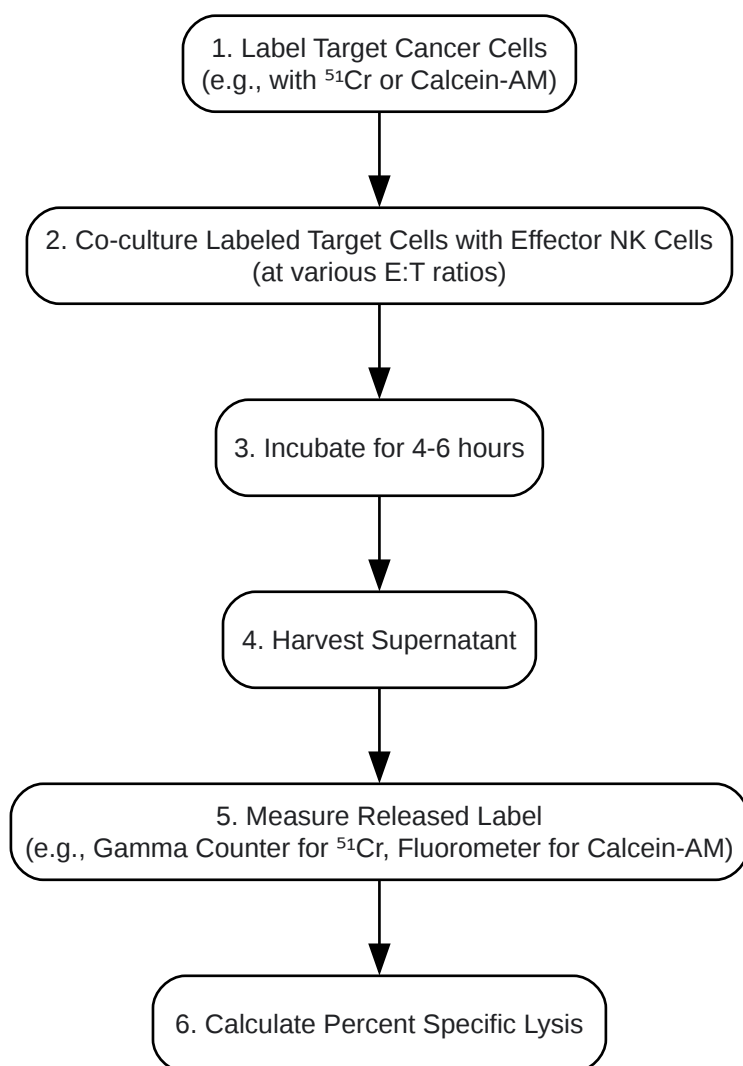 1. Label Target Cancer Cells
(e.g., with ⁵¹Cr or Calcein-AM)
2. Co-culture Labeled Target Cells with Effector NK Cells
(at various E:T ratios)
3. Incubate for 4-6 hours
4. Harvest Supernatant
5. Measure Released Label
(e.g., Gamma Counter for ⁵¹Cr, Fluorometer for Calcein-AM)
6. Calculate Percent Specific Lysis